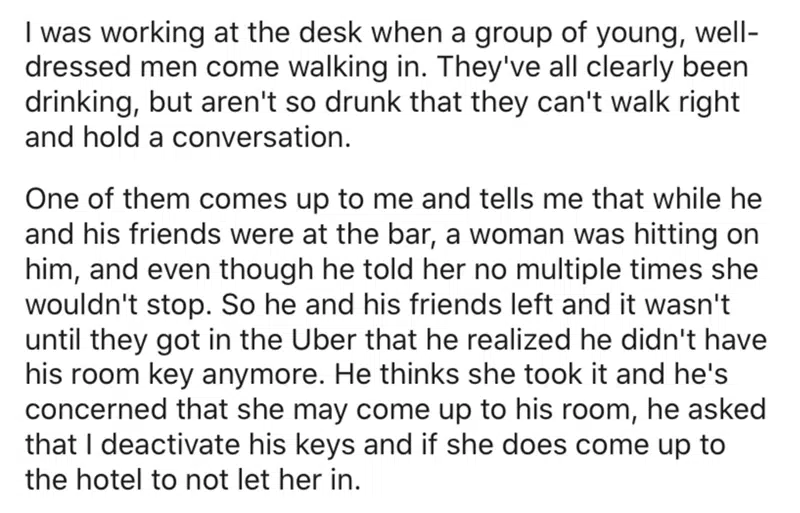 I was working at the desk when a group of young, well-
dressed men come walking in. They've all clearly been
drinking, but aren't so drunk that they can't walk right
and hold a conversation.
One of them comes up to me and tells me that while he
and his friends were at the bar, a woman was hitting on
him, and even though he told her no multiple times she
wouldn't stop. So he and his friends left and it wasn't
until they got in the Uber that he realized he didn't have
his room key anymore. He thinks she took it and he's
concerned that she may come up to his room, he asked
that I deactivate his keys and if she does come up to
the hotel to not let her in.